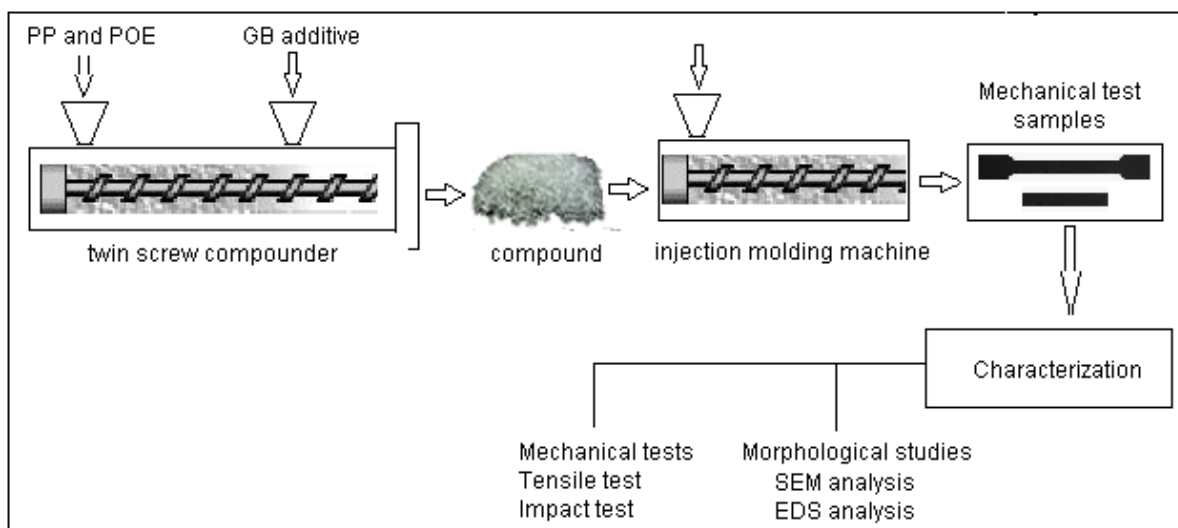 PP and POE
GB additive
twin screw compounder
compound
injection molding machine
Mechanical test
samples
Characterization
Mechanical tests
Tensile test
Impact test
Morphological studies
SEM analysis
EDS analysis